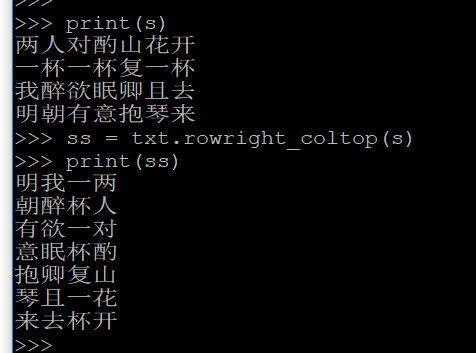 >>>
>>> print(s)
两人对酌山花开
一杯一杯复一杯
我醉欲眠卿且去
明朝有意抱琴来
>>> ss = txt.rowright_coltop(s)
>>> print(ss)
明我一两
朝醉杯人
有欲一对
意眠杯酌
抱卿复山
琴且一花
来去杯开
>>>